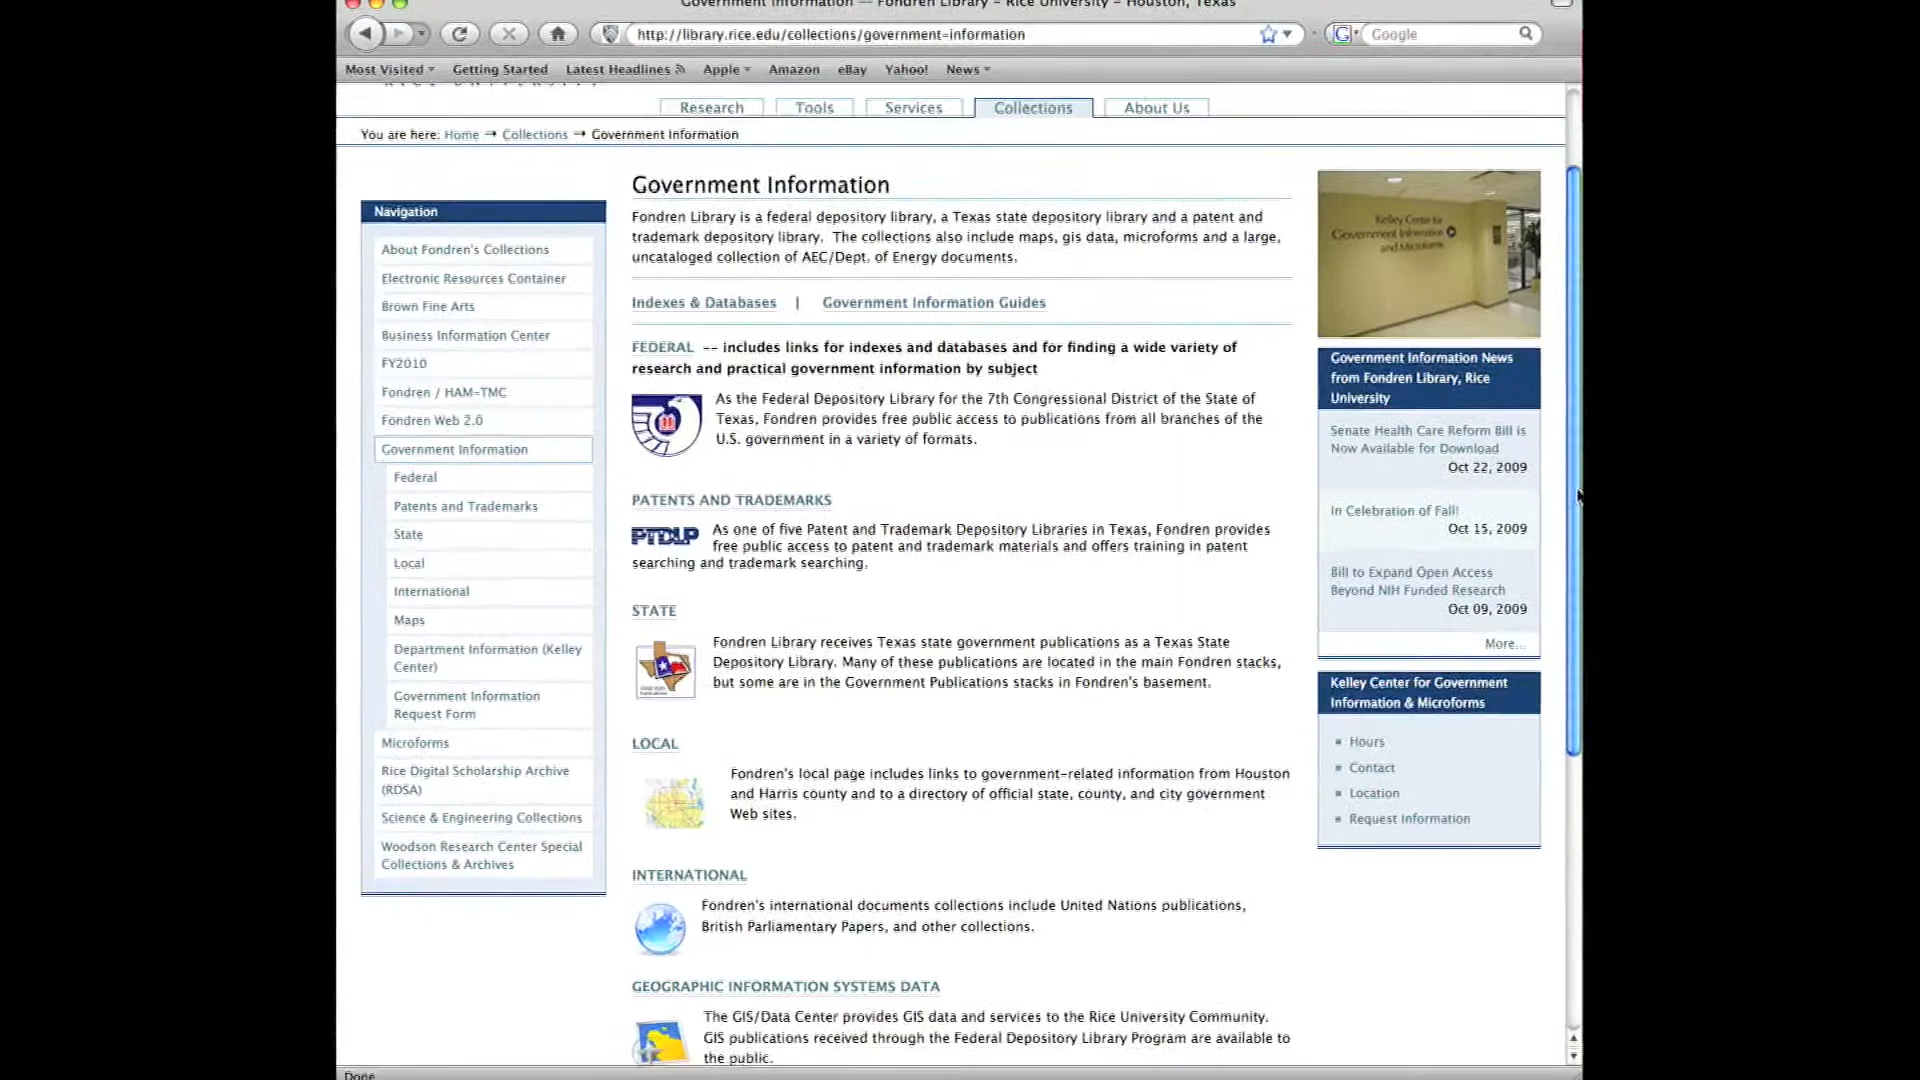 Government Information — Fondren Library – Rice University – Houston, Texas
http://library.rice.edu/collections/government-information
Google
Most Visited
Getting Started
Latest Headlines
Apple
Amazon
eBay
Yahoo!
News
Research
Tools
Services
Collections
About Us
You are here: Home → Collections → Government Information
Navigation
About Fondren's Collections
Electronic Resources Container
Brown Fine Arts
Business Information Center
FY2010
Fondren / HAM-TMC
Fondren Web 2.0
Government Information
Federal
Patents and Trademarks
State
Local
International
Maps
Department Information (Kelley
Center)
Government Information
Request Form
Microforms
Rice Digital Scholarship Archive
(RDSA)
Science & Engineering Collections
Woodson Research Center Special
Collections & Archives
Government Information
Fondren Library is a federal depository library, a Texas state depository library and a patent and
trademark depository library. The collections also include maps, gis data, microforms and a large,
uncataloged collection of AEC/Dept. of Energy documents.
Indexes & Databases | Government Information Guides
FEDERAL -- includes links for indexes and databases and for finding a wide variety of
research and practical government information by subject
As the Federal Depository Library for the 7th Congressional District of the State of
Texas, Fondren provides free public access to publications from all branches of the
U.S. government in a variety of formats.
PATENTS AND TRADEMARKS
PTDLP
As one of five Patent and Trademark Depository Libraries in Texas, Fondren provides
free public access to patent and trademark materials and offers training in patent
searching and trademark searching.
STATE
Fondren Library receives Texas state government publications as a Texas State
Depository Library. Many of these publications are located in the main Fondren stacks,
but some are in the Government Publications stacks in Fondren's basement.
LOCAL
Fondren's local page includes links to government-related information from Houston
and Harris county and to a directory of official state, county, and city government
Web sites.
INTERNATIONAL
Fondren's international documents collections include United Nations publications,
British Parliamentary Papers, and other collections.
GEOGRAPHIC INFORMATION SYSTEMS DATA
The GIS/Data Center provides GIS data and services to the Rice University Community.
GIS publications received through the Federal Depository Library Program are available to
the public.
Kelley Center for
Government Information
and Microforms
Government Information News
from Fondren Library, Rice
University
Senate Health Care Reform Bill is
Now Available for Download
Oct 22, 2009
In Celebration of Fall!
Oct 15, 2009
Bill to Expand Open Access
Beyond NIH Funded Research
Oct 09, 2009
More...
Kelley Center for Government
Information & Microforms
Hours
Contact
Location
Request Information
Done